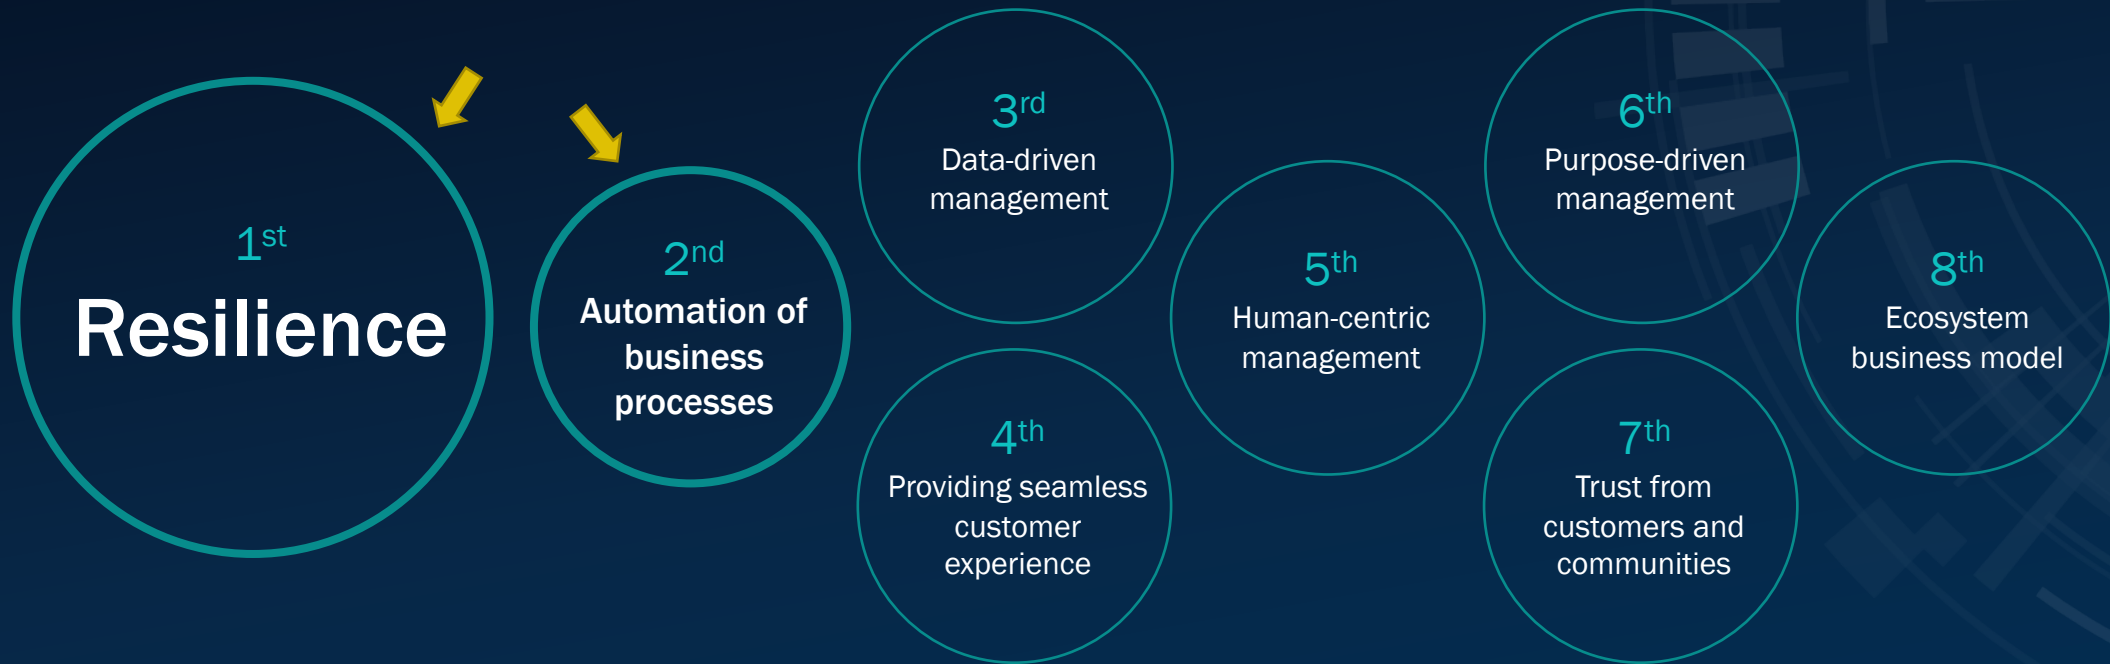 1st
Resilience
2nd
Automation of
business
processes
3rd
Data-driven
management
4th
Providing seamless
customer
experience
5th
Human-centric
management
6th
Purpose-driven
management
7th
Trust from
customers and
communities
8th
Ecosystem
business model